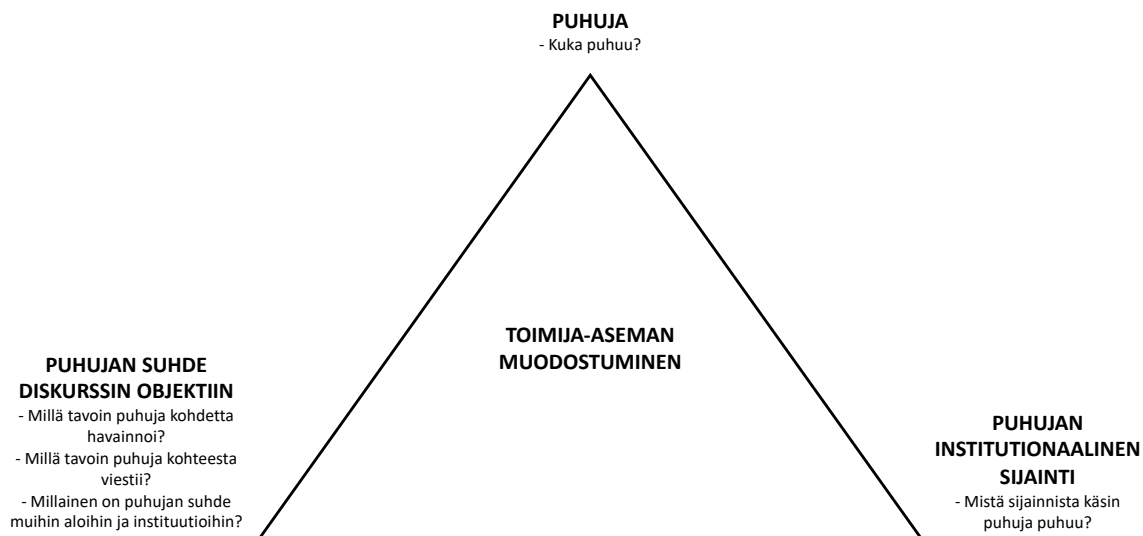 PUHUJA
- Kuka puhuu?
TOIMIJA-ASEMAN
MUODOSTUMINEN
PUHUJAN SUHDE
DISKURSSIN OBJEKTIIN
- Millä tavoin puhuja kohdetta
havainnoi?
- Millä tavoin puhuja kohteesta
viestii?
- Millainen on puhujan suhde
muihin aloihin ja instituutioihin?
PUHUJAN
INSTITUTIONAALINEN
SIJAINTI
- Mistä sijainnista käsin
puhuja puhuu?